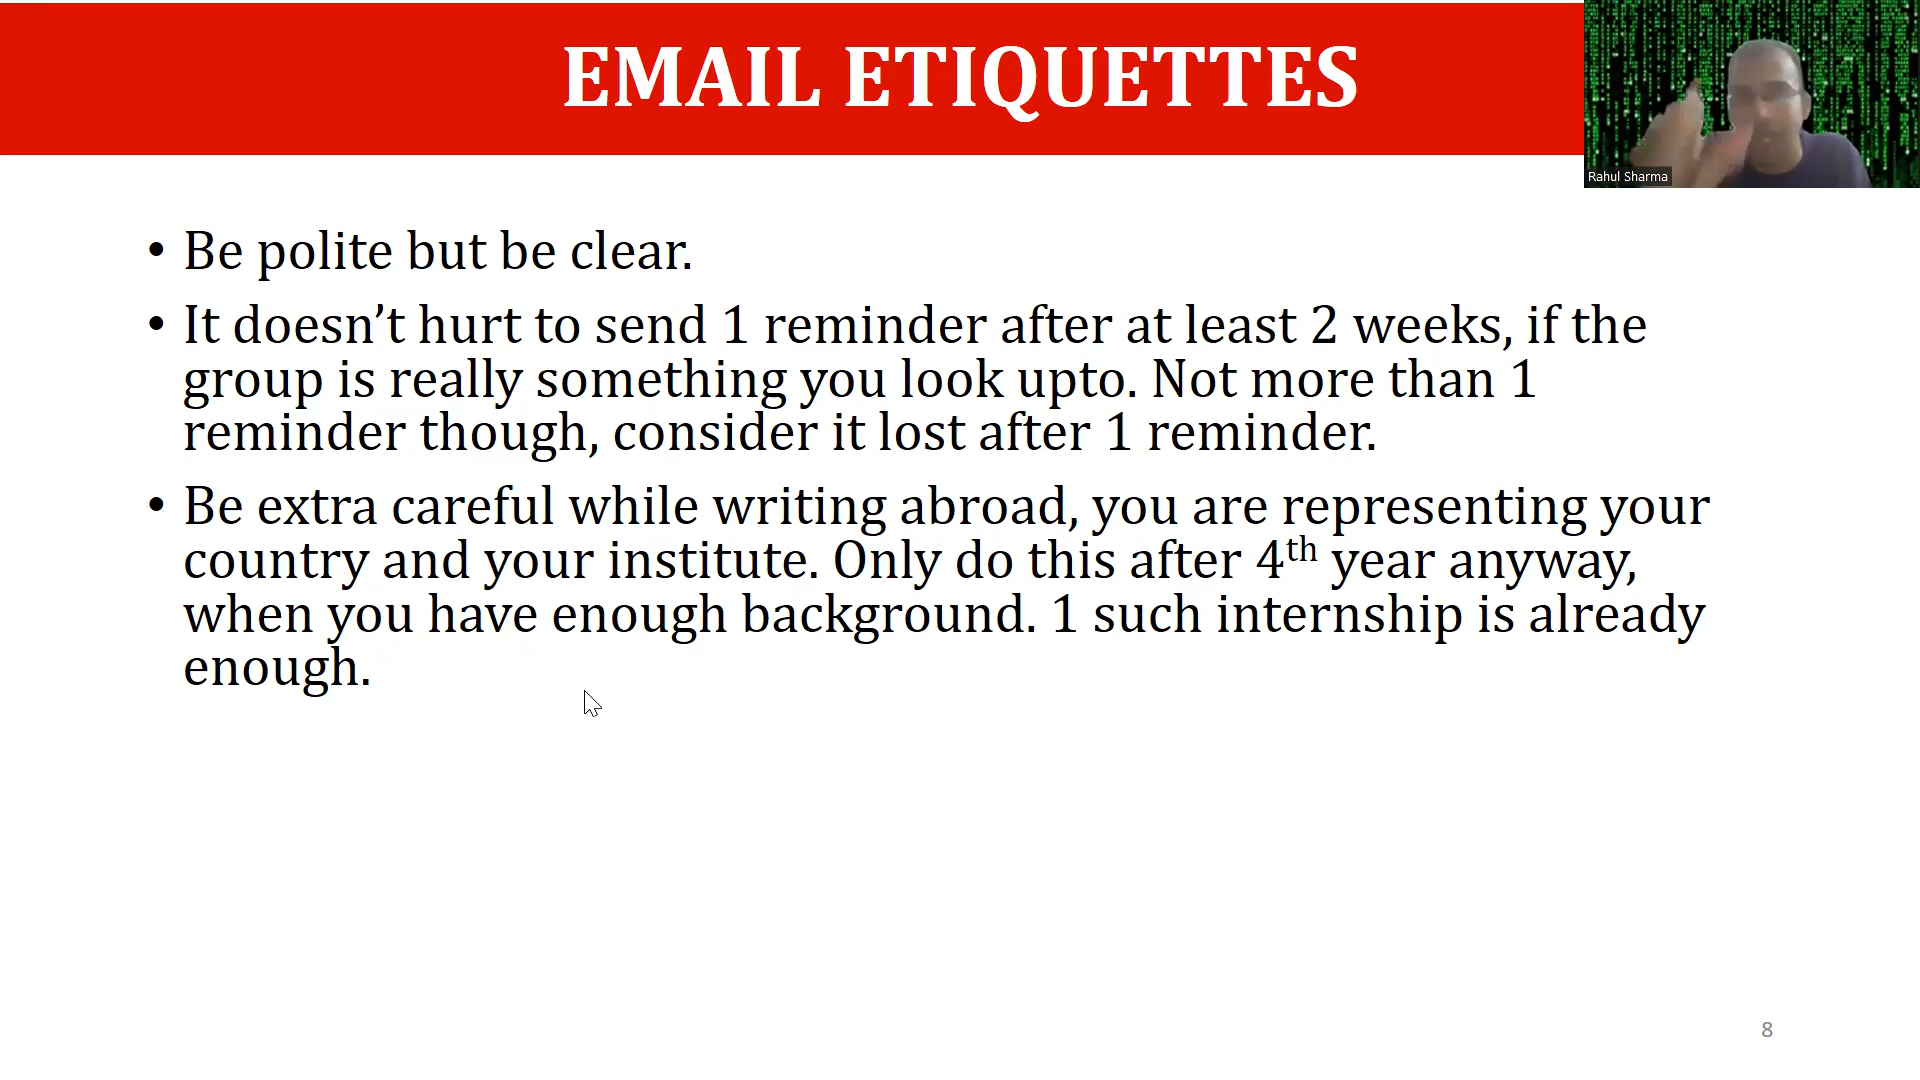 EMAIL ETIQUETTES
Rahul Sharma
• Be polite but be clear.
• It doesn’t hurt to send 1 reminder after at least 2 weeks, if the
group is really something you look upto. Not more than 1
reminder though, consider it lost after 1 reminder.
• Be extra careful while writing abroad, you are representing your
country and your institute. Only do this after 4th year anyway,
when you have enough background. 1 such internship is already
enough.
8